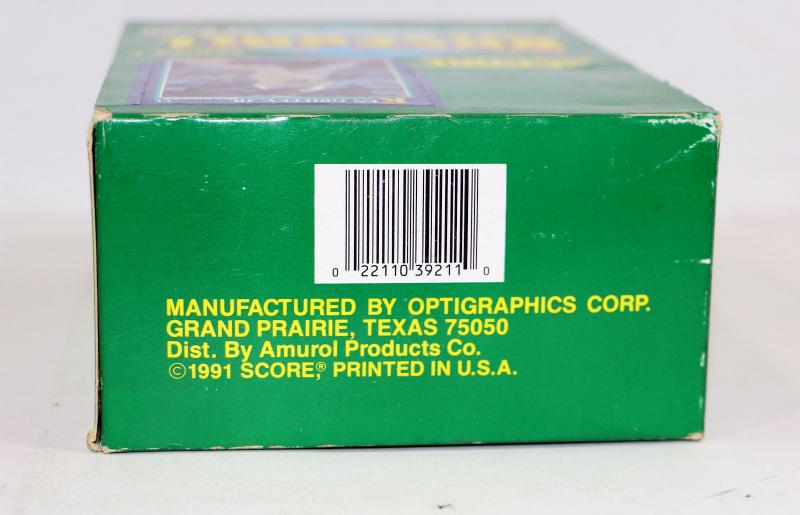 SCORE
0 22110 39211 0
MANUFACTURED BY OPTIGRAPHICS CORP.
GRAND PRAIRIE, TEXAS 75050
Dist. By Amurol Products Co.
©1991 SCORE,® PRINTED IN U.S.A.